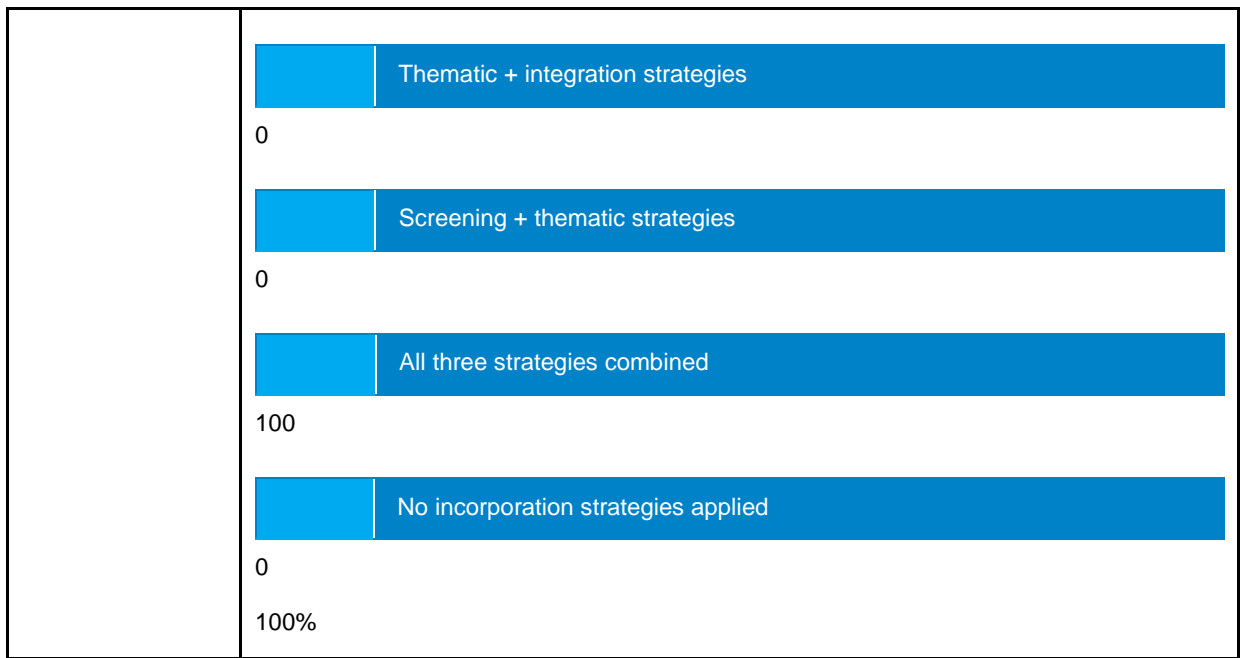 Thematic + integration strategies
0
Screening + thematic strategies
0
All three strategies combined
100
No incorporation strategies applied
0
100%